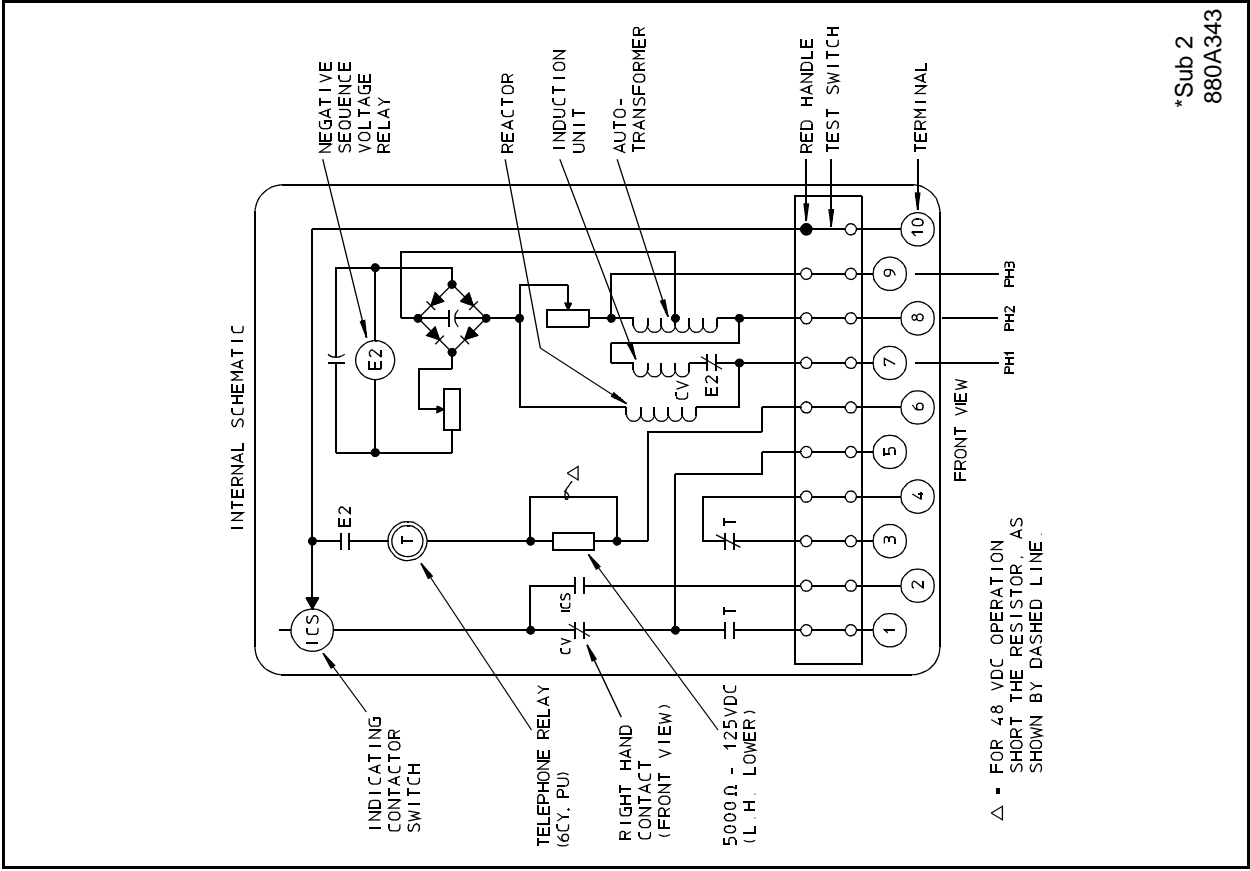 INTERNAL SCHEMATIC
INDICATING
CONTACTOR
SWITCH
ICS
NEGATIVE
SEQUENCE
VOLTAGE
RELAY
E2
E2
TELEPHONE RELAY
(6CY. PU)
T
REACTOR
INDUCTION
UNIT
AUTO-
TRANSFORMER
RIGHT HAND
CONTACT
(FRONT VIEW)
CV
ICS
△
5000Ω - 125VDC
(L.H. LOWER)
CV
E2
T
T
RED HANDLE
TEST SWITCH
TERMINAL
1
2
3
4
5
6
7
8
9
10
FRONT VIEW
PH1
PH2
PH3
△ - FOR 48 VDC OPERATION
SHORT THE RESISTOR, AS
SHOWN BY DASHED LINE.
*Sub 2
880A343